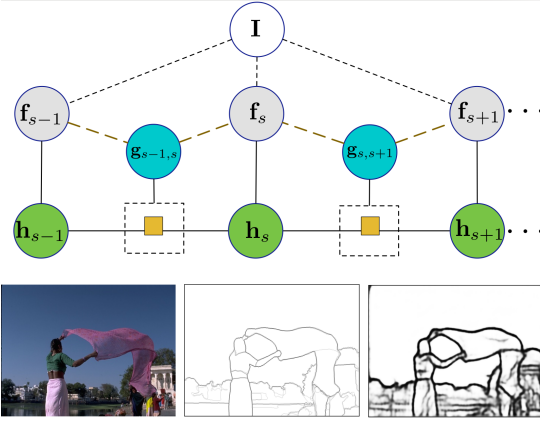 I
f_{s−1} f_s f_{s+1} · · ·
g_{s−1,s} g_{s,s+1}
h_{s−1} h_s h_{s+1} · · ·